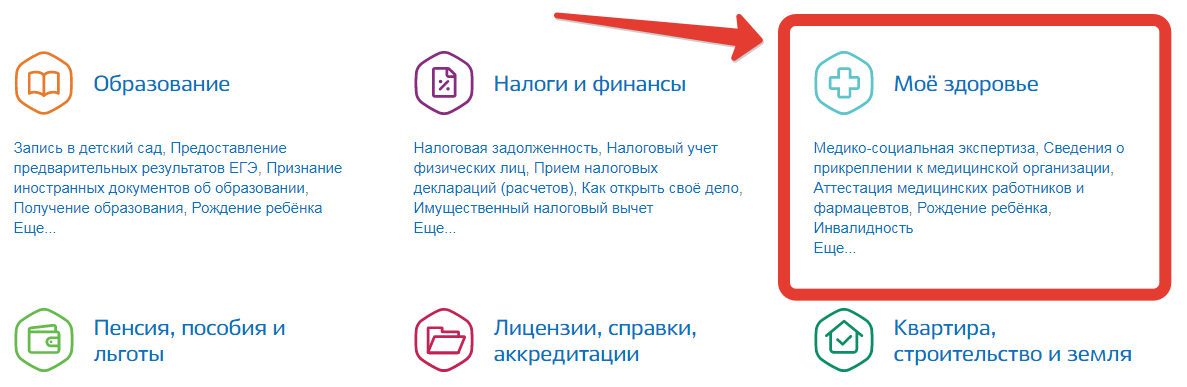 Образование
Запись в детский сад, Предоставление
предварительных результатов ЕГЭ, Признание
иностранных документов об образовании,
Получение образования, Рождение ребёнка
Еще...
Налоги и финансы
Налоговая задолженность, Налоговый учет
физических лиц, Прием налоговых
деклараций (расчетов), Как открыть своё дело,
Имущественный налоговый вычет
Еще...
Моё здоровье
Медико-социальная экспертиза, Сведения о
прикреплении к медицинской организации,
Аттестация медицинских работников и
фармацевтов, Рождение ребёнка,
Инвалидность
Еще...
Пенсия, пособия и
льготы
Лицензии, справки,
аккредитации
Квартира,
строительство и земля